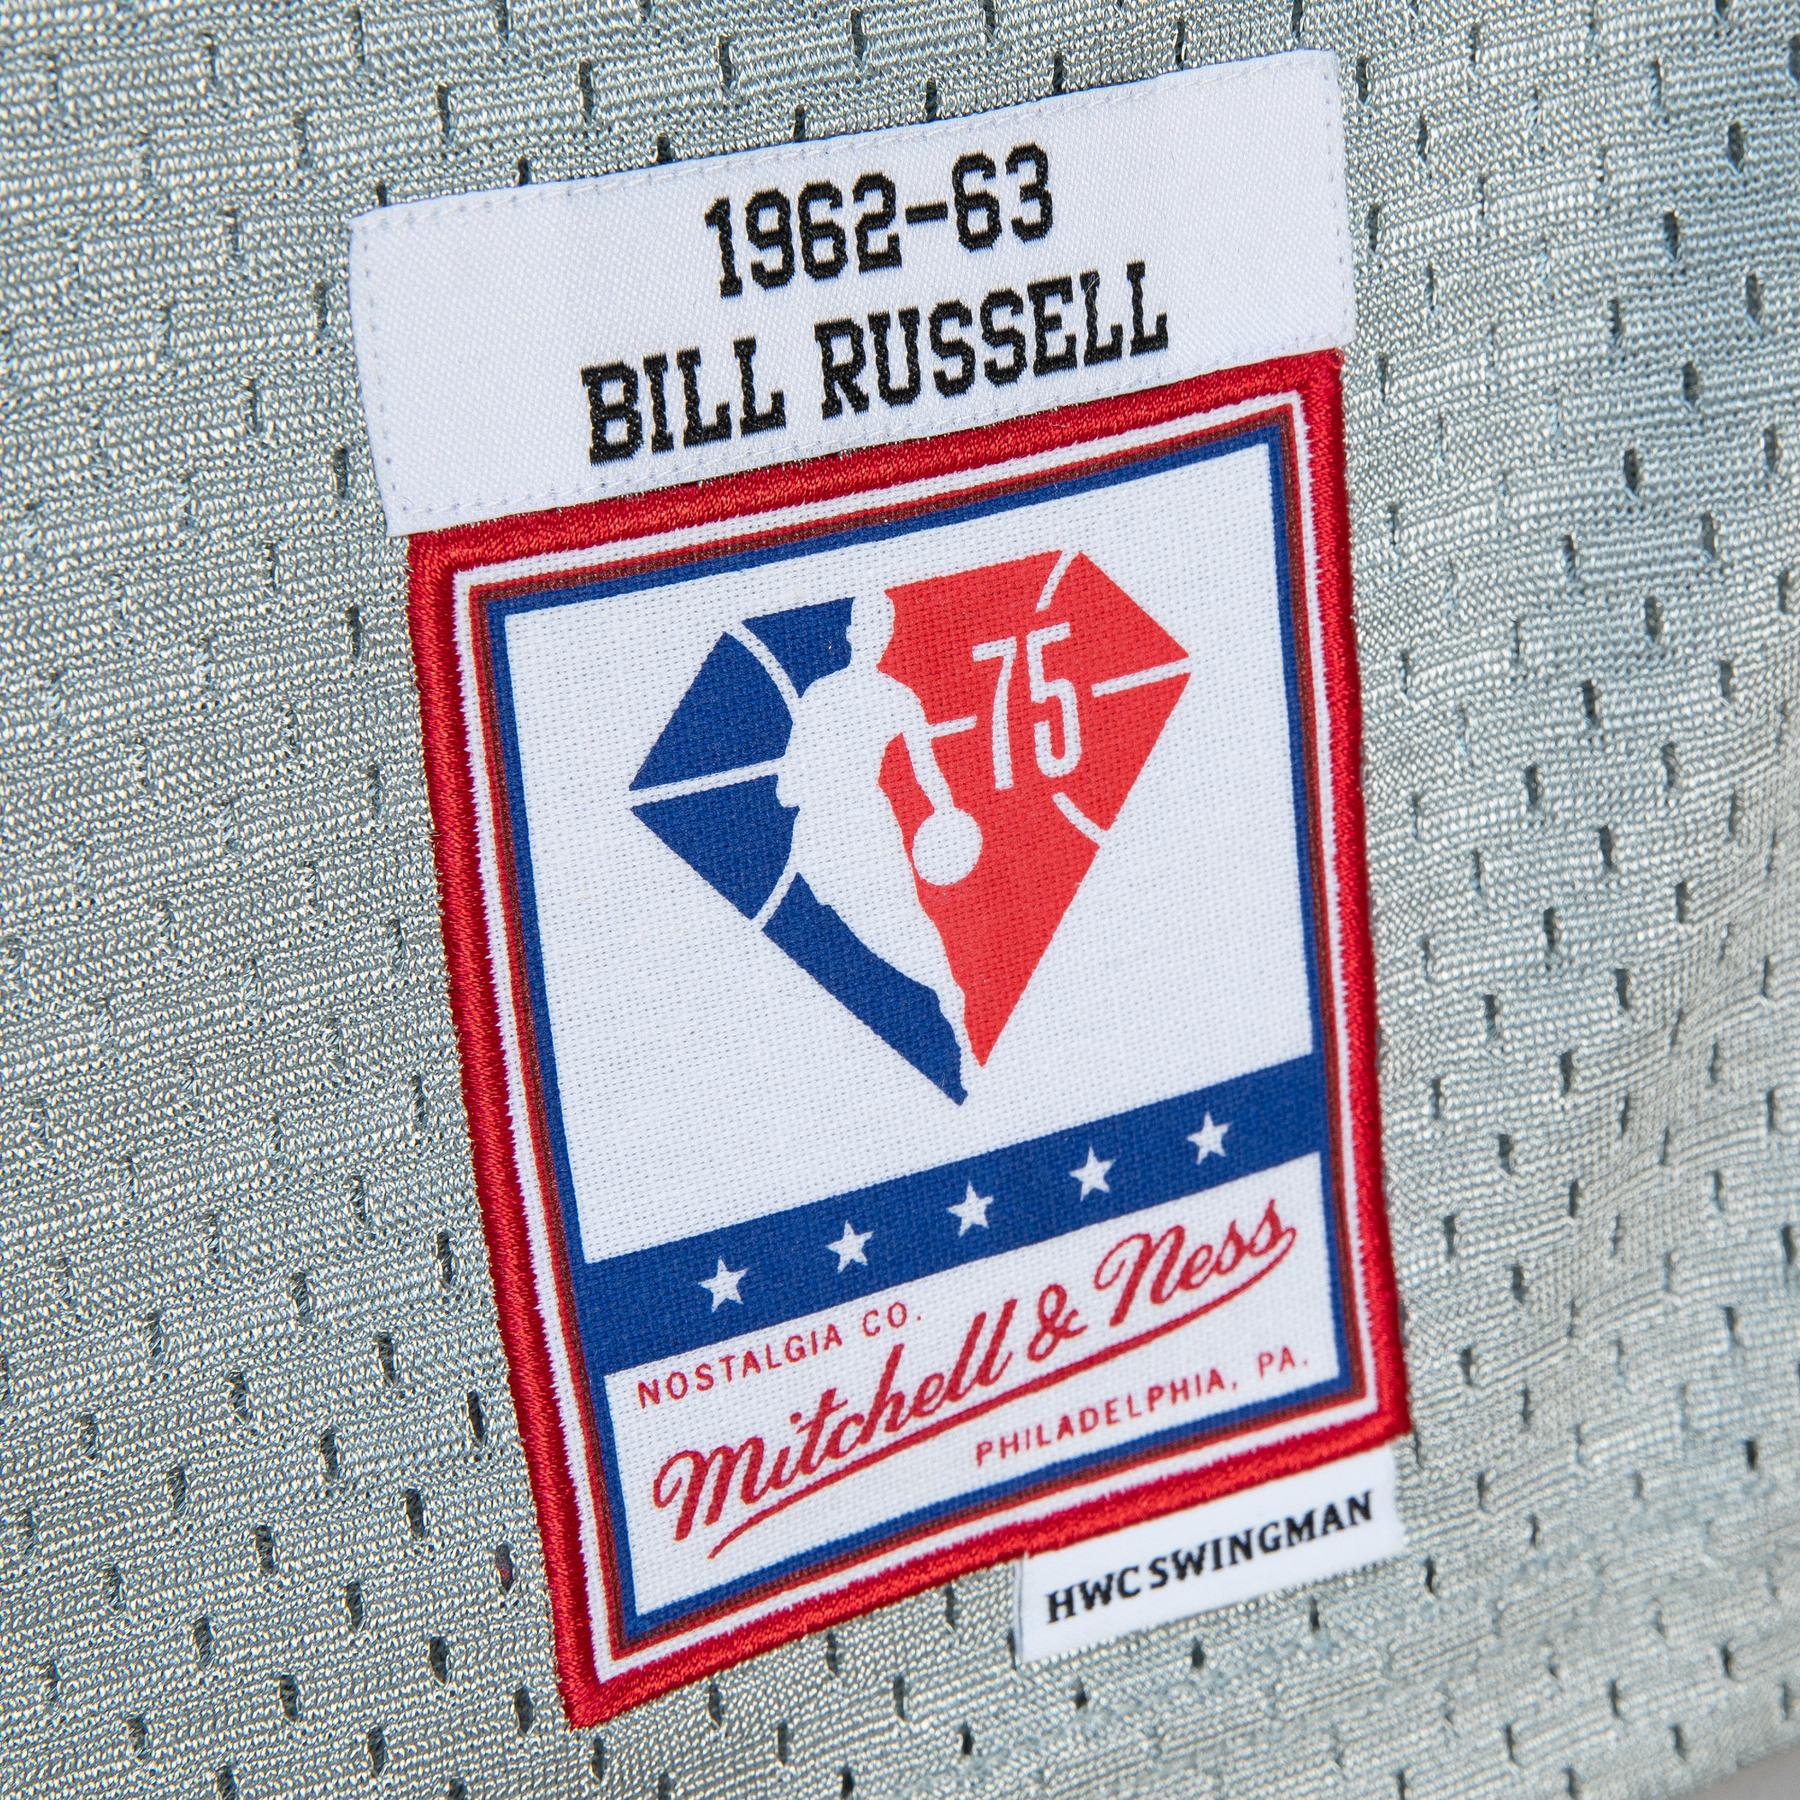 1962-63
BILL RUSSELL
75
NOSTALGIA CO.
Mitchell & Ness
PHILADELPHIA, PA.
HWC SWINGMAN